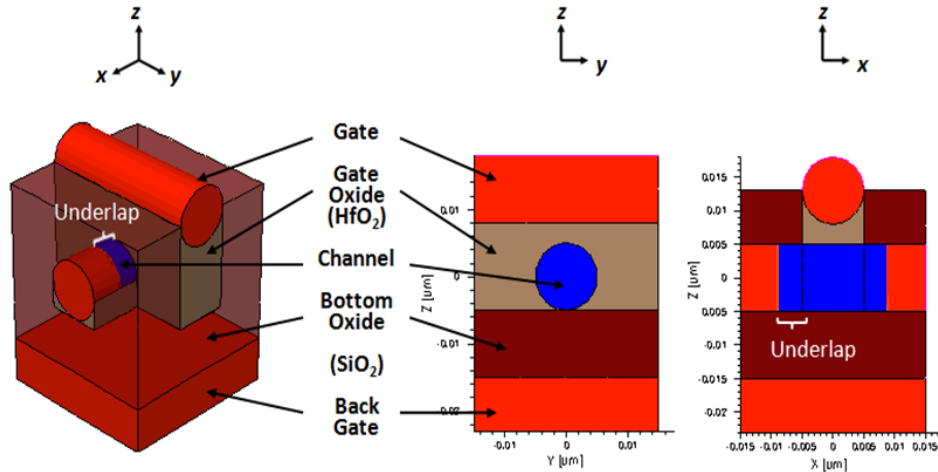 z
x
y
z
y
z
x
Gate
Gate
Oxide
(HfO₂)
Channel
Bottom
Oxide
(SiO₂)
Back
Gate
Underlap
0.01
0
-0.01
Z [um]
-0.01 0 0.01
Y [um]
0.015
0.01
0.005
0
0.005
-0.01
-0.015
-0.02
Z [um]
Underlap
-0.015 -0.01 -0.005 0 0.005 0.01 0.015
X [um]